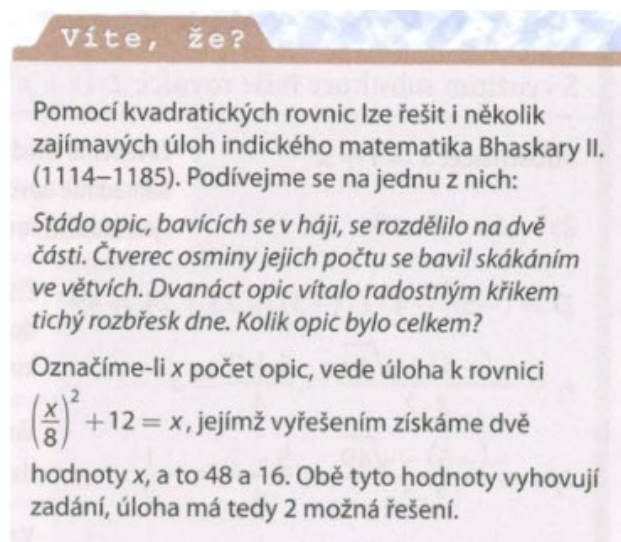 Víte, že?
Pomocí kvadratických rovnic lze řešit i několik
zajímavých úloh indického matematika Bhaskary II.
(1114–1185). Podívejme se na jednu z nich:
Stádo opic, bavících se v háji, se rozdělilo na dvě
části. Čtverec osminy jejich počtu se bavil skákáním
ve větvích. Dvanáct opic vítalo radostným křikem
tichý rozbřesk dne. Kolik opic bylo celkem?
Označíme-li x počet opic, vede úloha k rovnici
(x/8)² + 12 = x, jejímž vyřešením získáme dvě
hodnoty x, a to 48 a 16. Obě tyto hodnoty vyhovují
zadání, úloha má tedy 2 možná řešení.